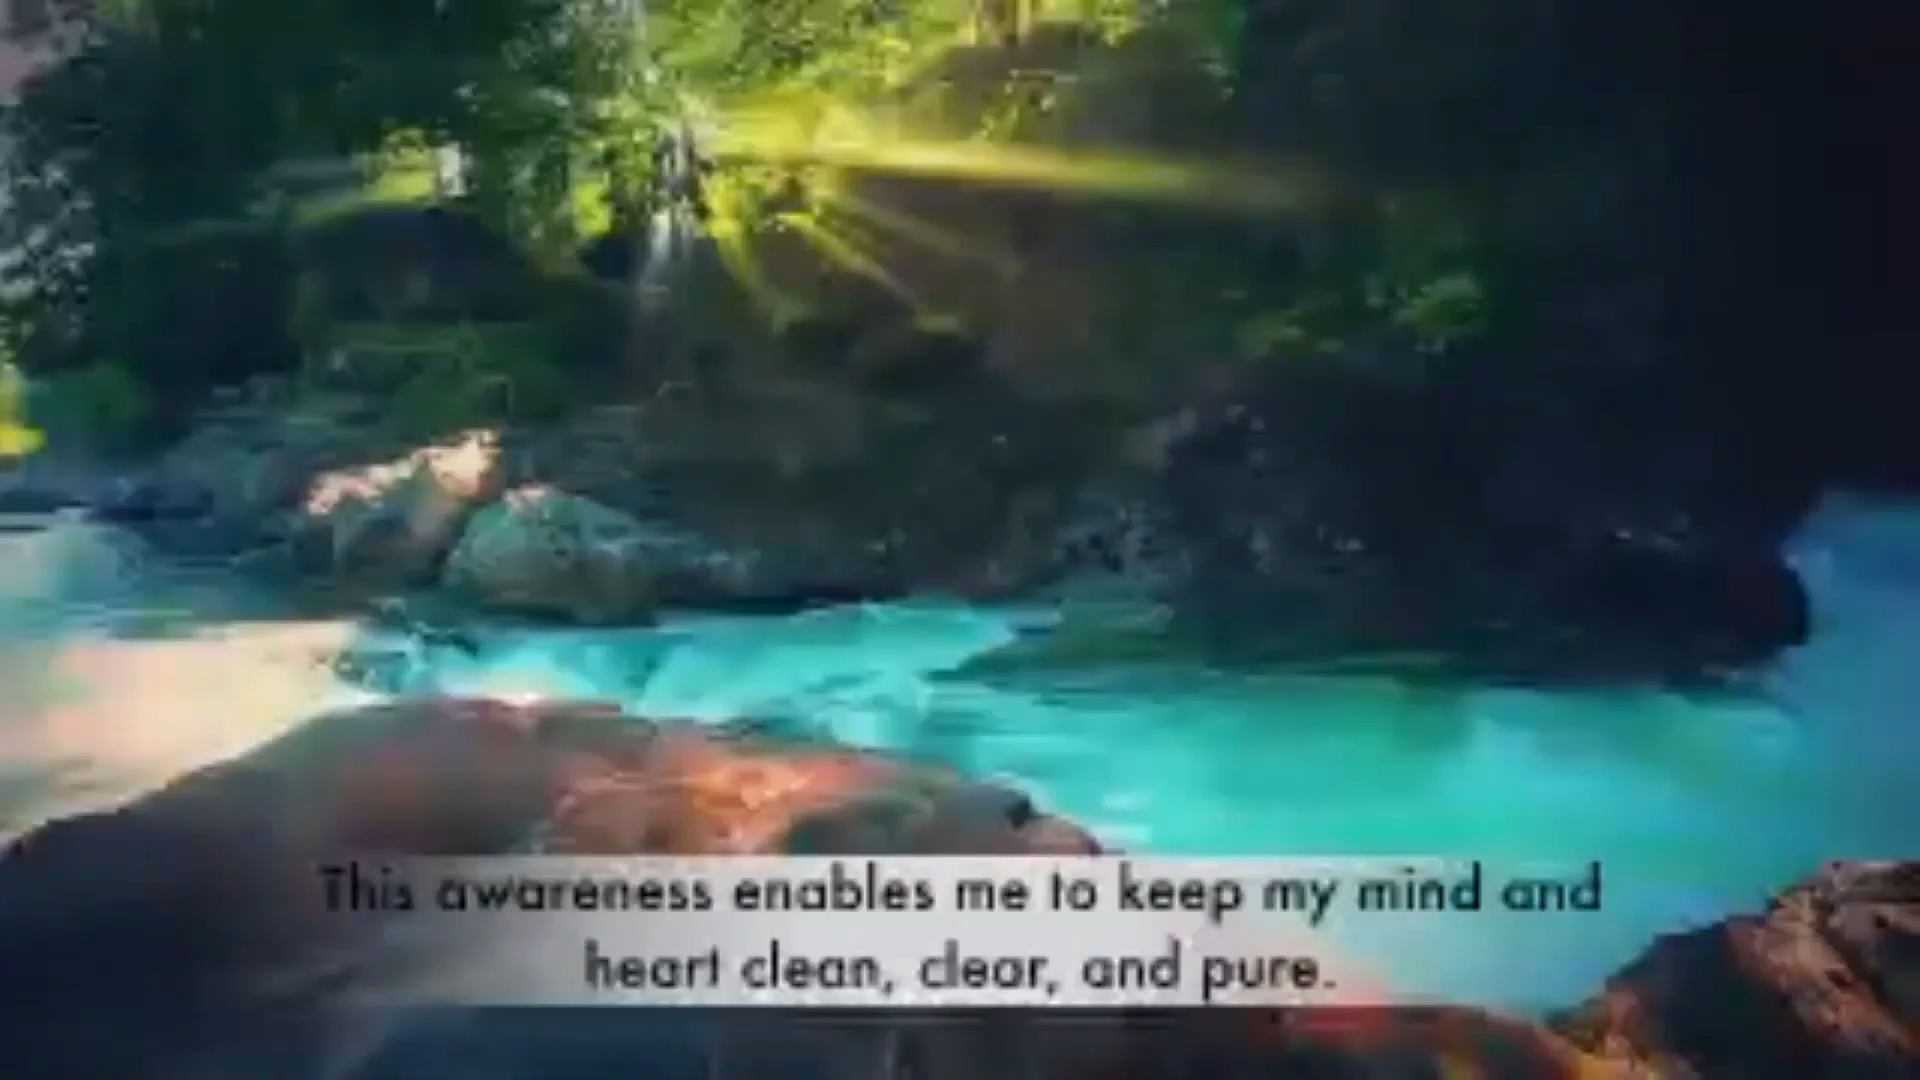 This awareness enables me to keep my mind and
heart clean, clear, and pure.